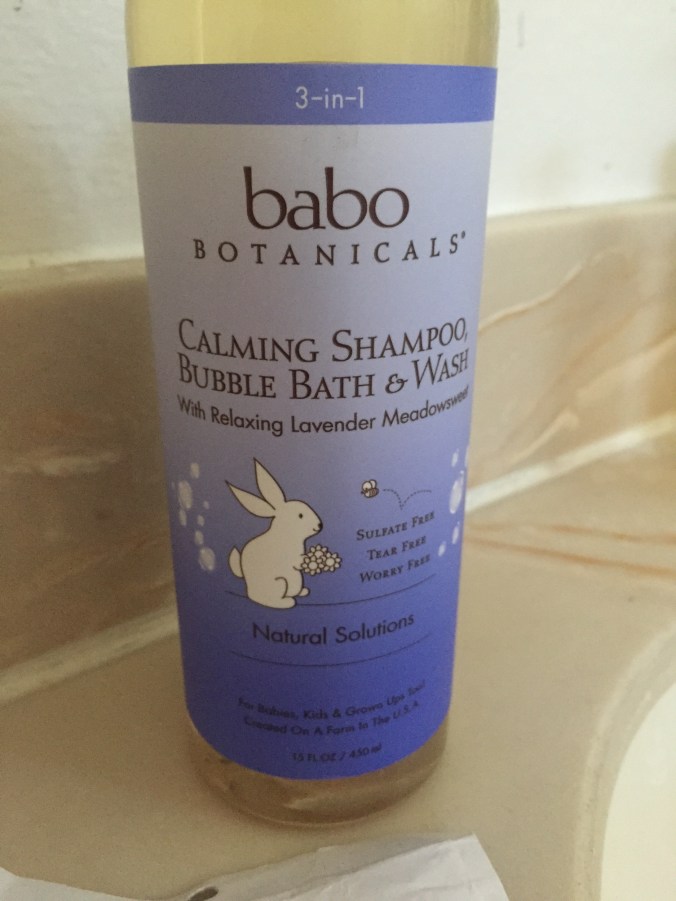 3-in-1
babo
BOTANICALS®
CALMING SHAMPOO,
BUBBLE BATH & WASH
With Relaxing Lavender Meadowsweet
SULFATE FREE
TEAR FREE
WORRY FREE
Natural Solutions
For Babies, Kids & Grown Ups Too!
Created On A Farm In The U.S.A
15 FL OZ / 450 ml